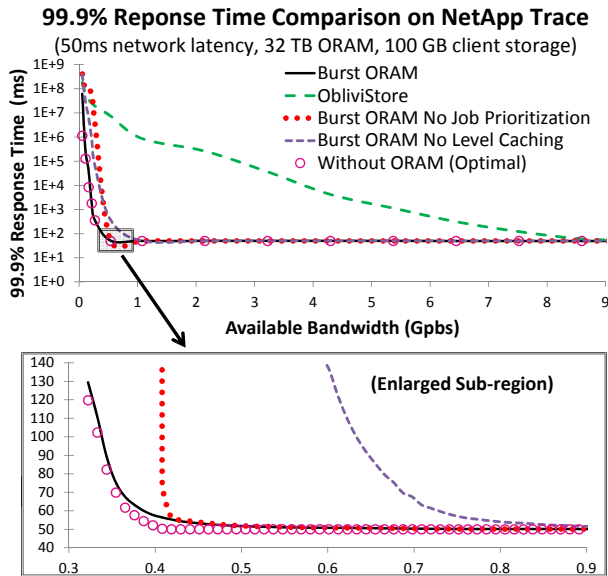 99.9% Reponse Time Comparison on NetApp Trace
(50ms network latency, 32 TB ORAM, 100 GB client storage)
99.9% Response Time (ms)
1E+9
1E+8
1E+7
1E+6
1E+5
1E+4
1E+3
1E+2
1E+1
1E+0
Burst ORAM
ObliviStore
Burst ORAM No Job Prioritization
Burst ORAM No Level Caching
Without ORAM (Optimal)
0 1 2 3 4 5 6 7 8 9
Available Bandwidth (Gpbs)
(Enlarged Sub-region)
140
130
120
110
100
90
80
70
60
50
40
0.3 0.4 0.5 0.6 0.7 0.8 0.9